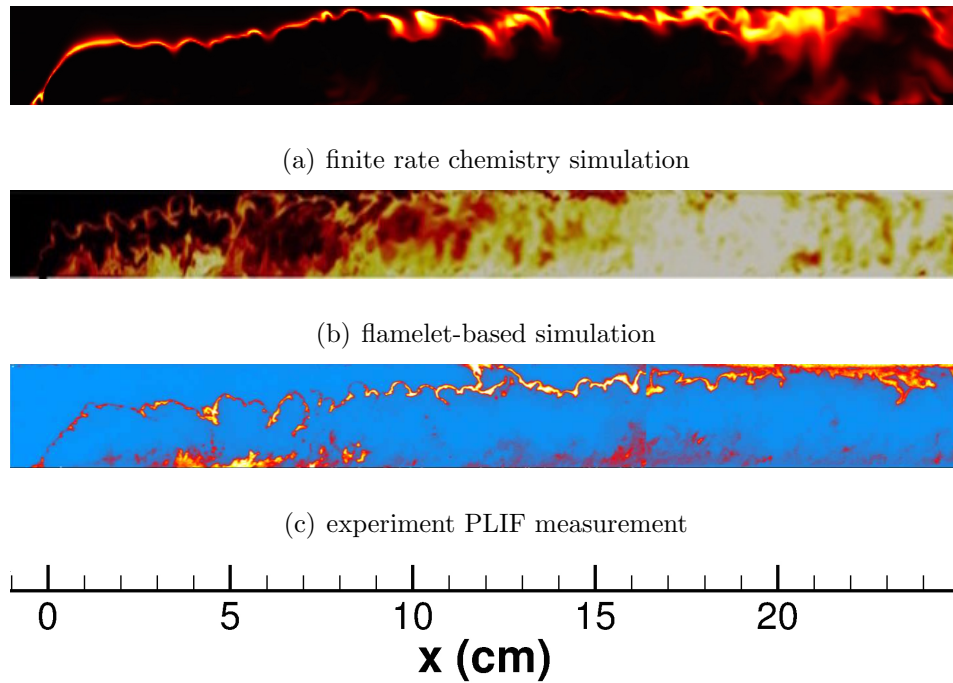 (a) finite rate chemistry simulation
(b) flamelet-based simulation
(c) experiment PLIF measurement
0 5 10 15 20
x (cm)